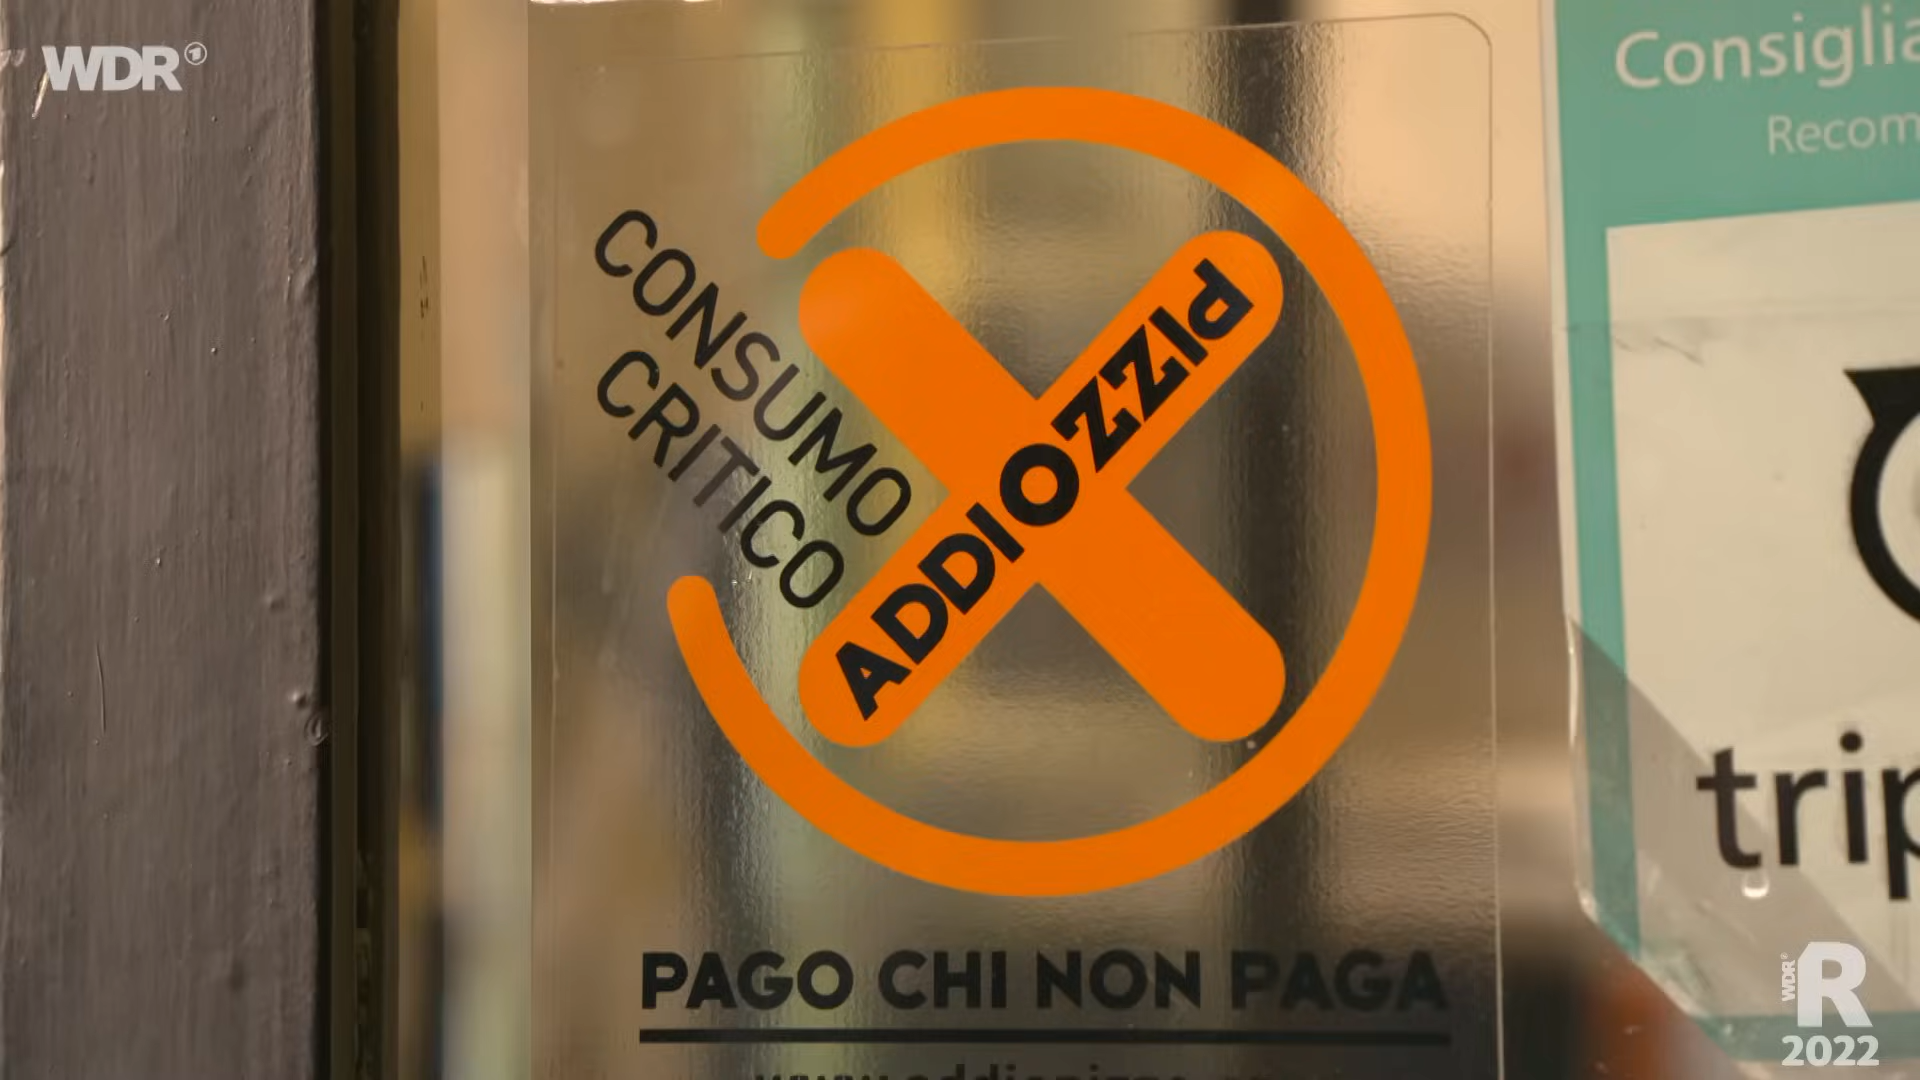 WDR
CONSUMO
CRITICO
ADDIOPIZZO
PAGO CHI NON PAGA
Consiglia
Recom
trip
WDR
R
2022